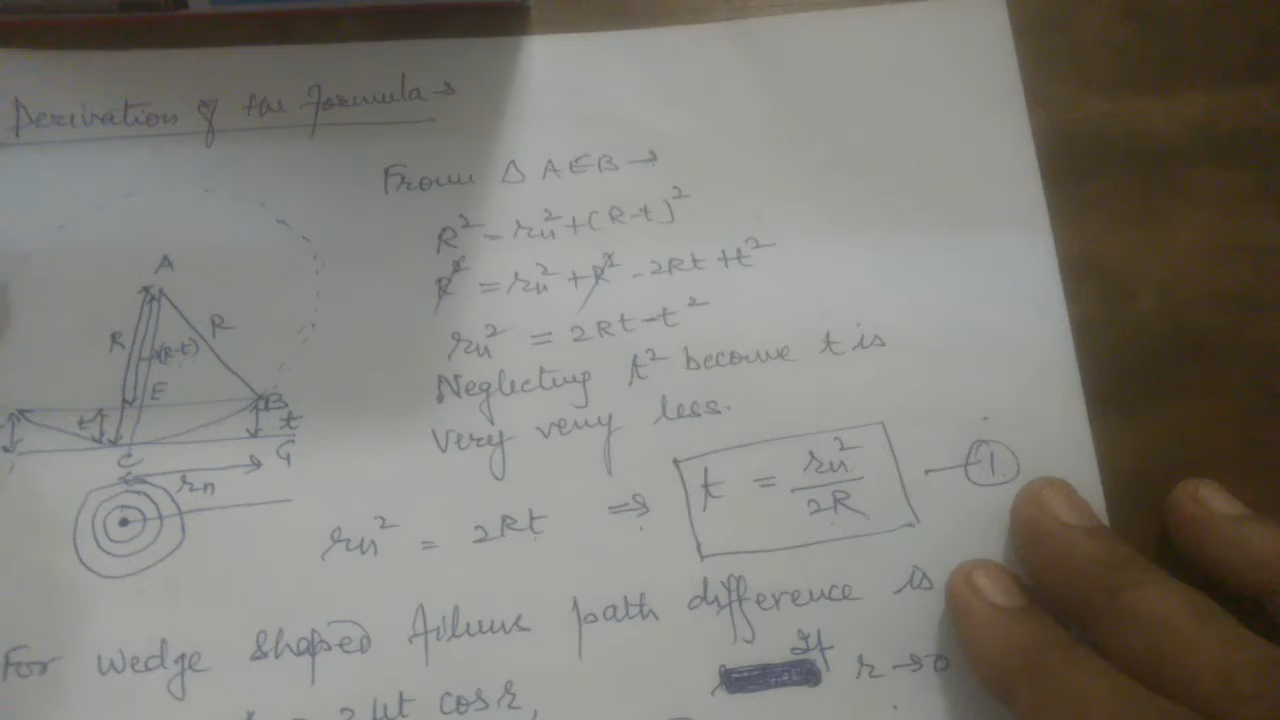 Derivation of the formula →
From Δ AEB →
R² = rn² + (R-t)²
R² = rn² + R² - 2Rt + t²
rn² = 2Rt - t²
Neglecting t² become t is
very very less.
rn² = 2Rt ⇒ t = rn²/2R — ①
For wedge shaped films path difference is
2μt cosr, If r→0
A
R
R
(R-t)
E
B
t
t
C
G
rn